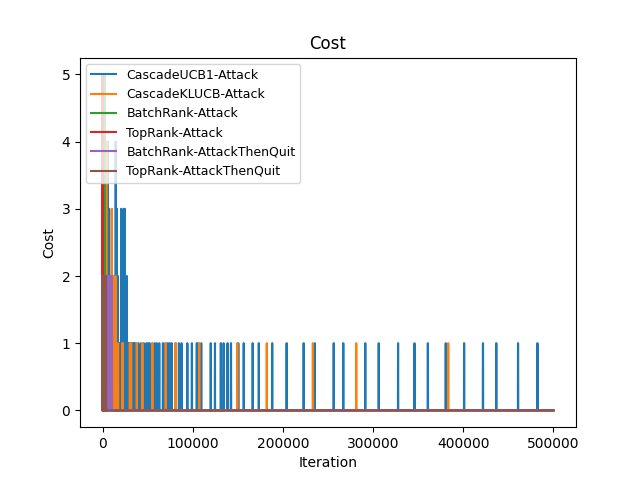 Cost
CascadeUCB1-Attack
CascadeKLUCB-Attack
BatchRank-Attack
TopRank-Attack
BatchRank-AttackThenQuit
TopRank-AttackThenQuit
5
4
3
2
1
0
Cost
0 100000 200000 300000 400000 500000
Iteration